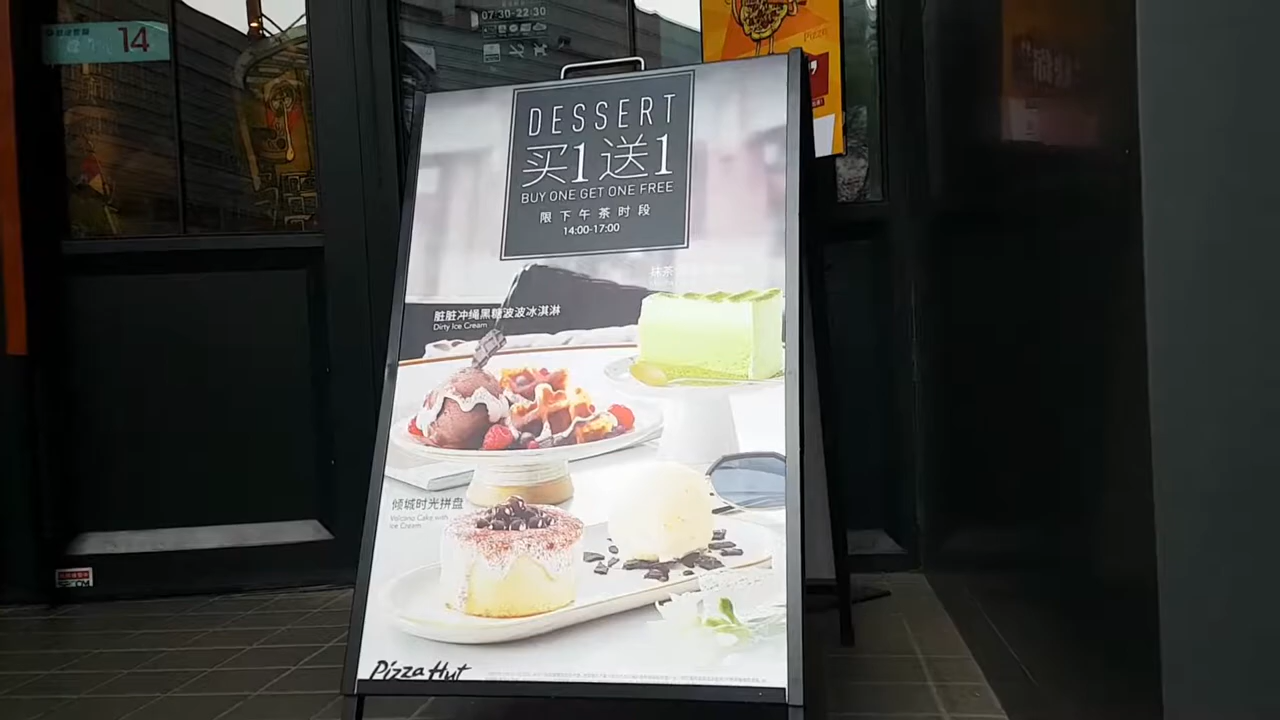 14
07:30-22:30
DESSERT
买1送1
BUY ONE GET ONE FREE
限下午茶时段
14:00-17:00
抹茶
脏脏冲绳黑糖波波冰淇淋
Dirty Ice Cream
倾城时光拼盘
Volcano Cake with
Ice Cream
Pizza Hut